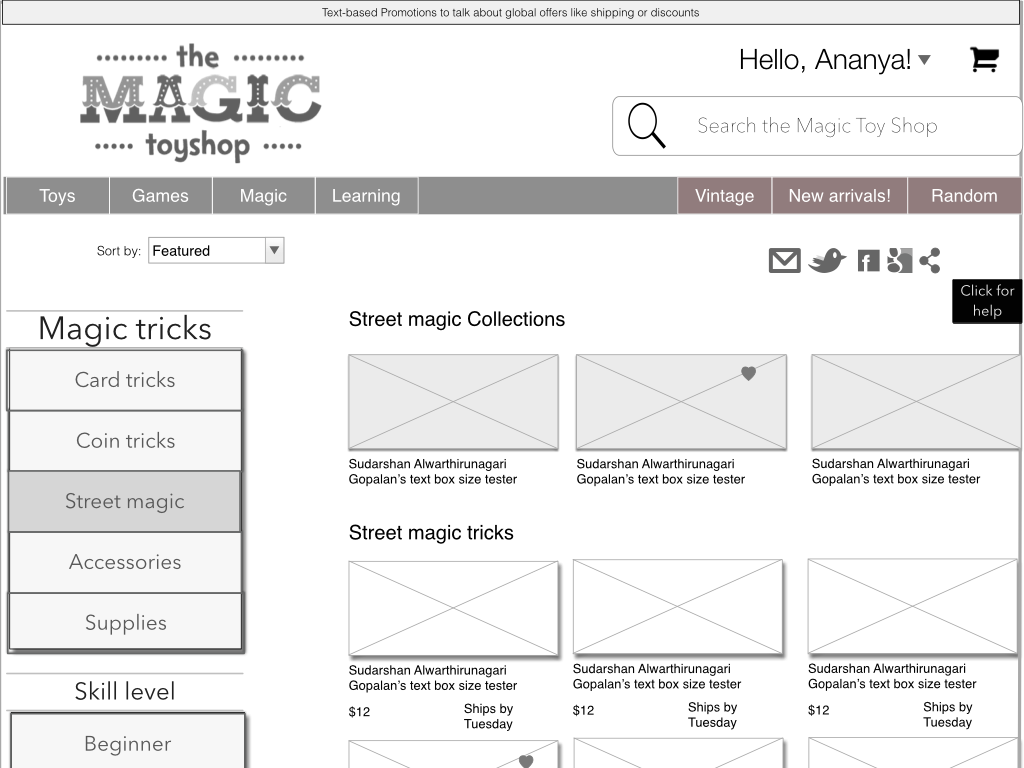 Text-based Promotions to talk about global offers like shipping or discounts
the
MAGIC
toyshop
Hello, Ananya!
Search the Magic Toy Shop
Toys
Games
Magic
Learning
Vintage
New arrivals!
Random
Sort by:
Featured
Click for
help
Magic tricks
Card tricks
Coin tricks
Street magic
Accessories
Supplies
Skill level
Beginner
Street magic Collections
Sudarshan Alwarthirunagari
Gopalan's text box size tester
Sudarshan Alwarthirunagari
Gopalan's text box size tester
Sudarshan Alwarthirunagari
Gopalan's text box size tester
Street magic tricks
Sudarshan Alwarthirunagari
Gopalan's text box size tester
$12
Ships by
Tuesday
Sudarshan Alwarthirunagari
Gopalan's text box size tester
$12
Ships by
Tuesday
Sudarshan Alwarthirunagari
Gopalan's text box size tester
$12
Ships by
Tuesday